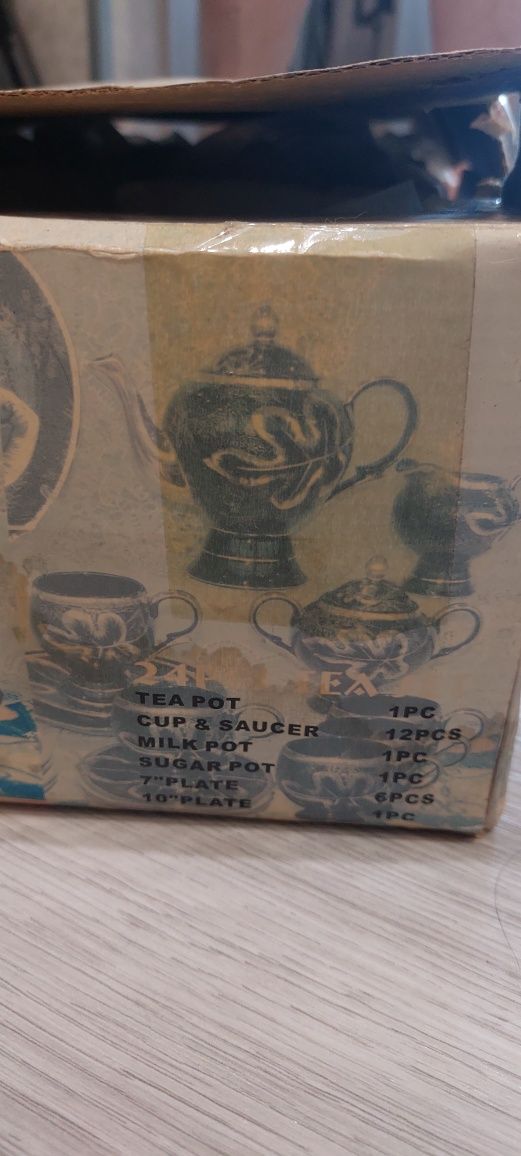 TEA POT 1PC
CUP & SAUCER 12PCS
MILK POT 1PC
SUGAR POT 1PC
7"PLATE 6PCS
10"PLATE 1PC